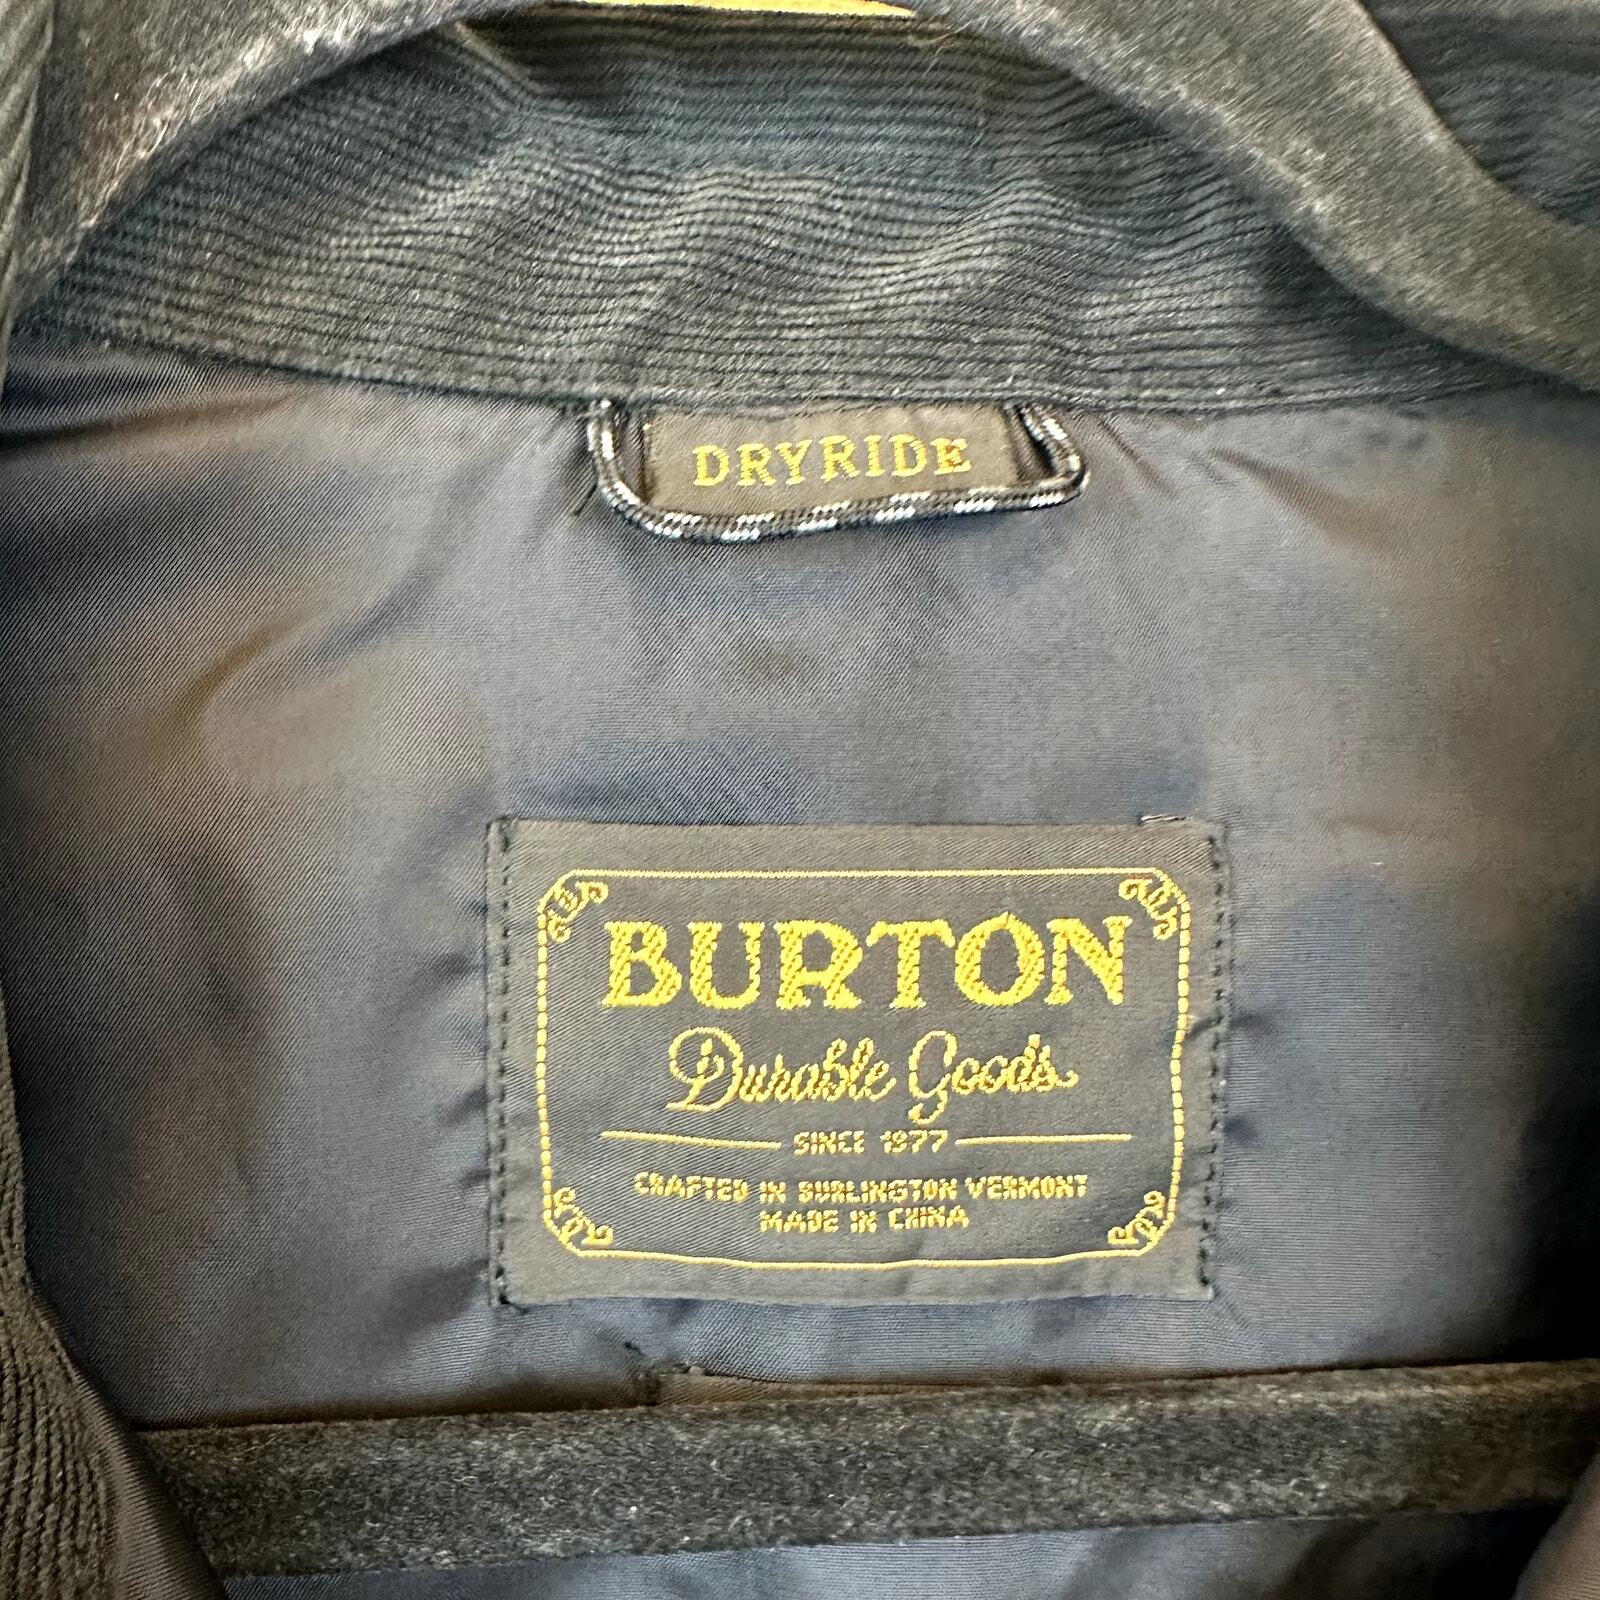 DRYRIDE
BURTON
Durable Goods
SINCE 1977
CRAFTED IN BURLINGTON VERMONT
MADE IN CHINA